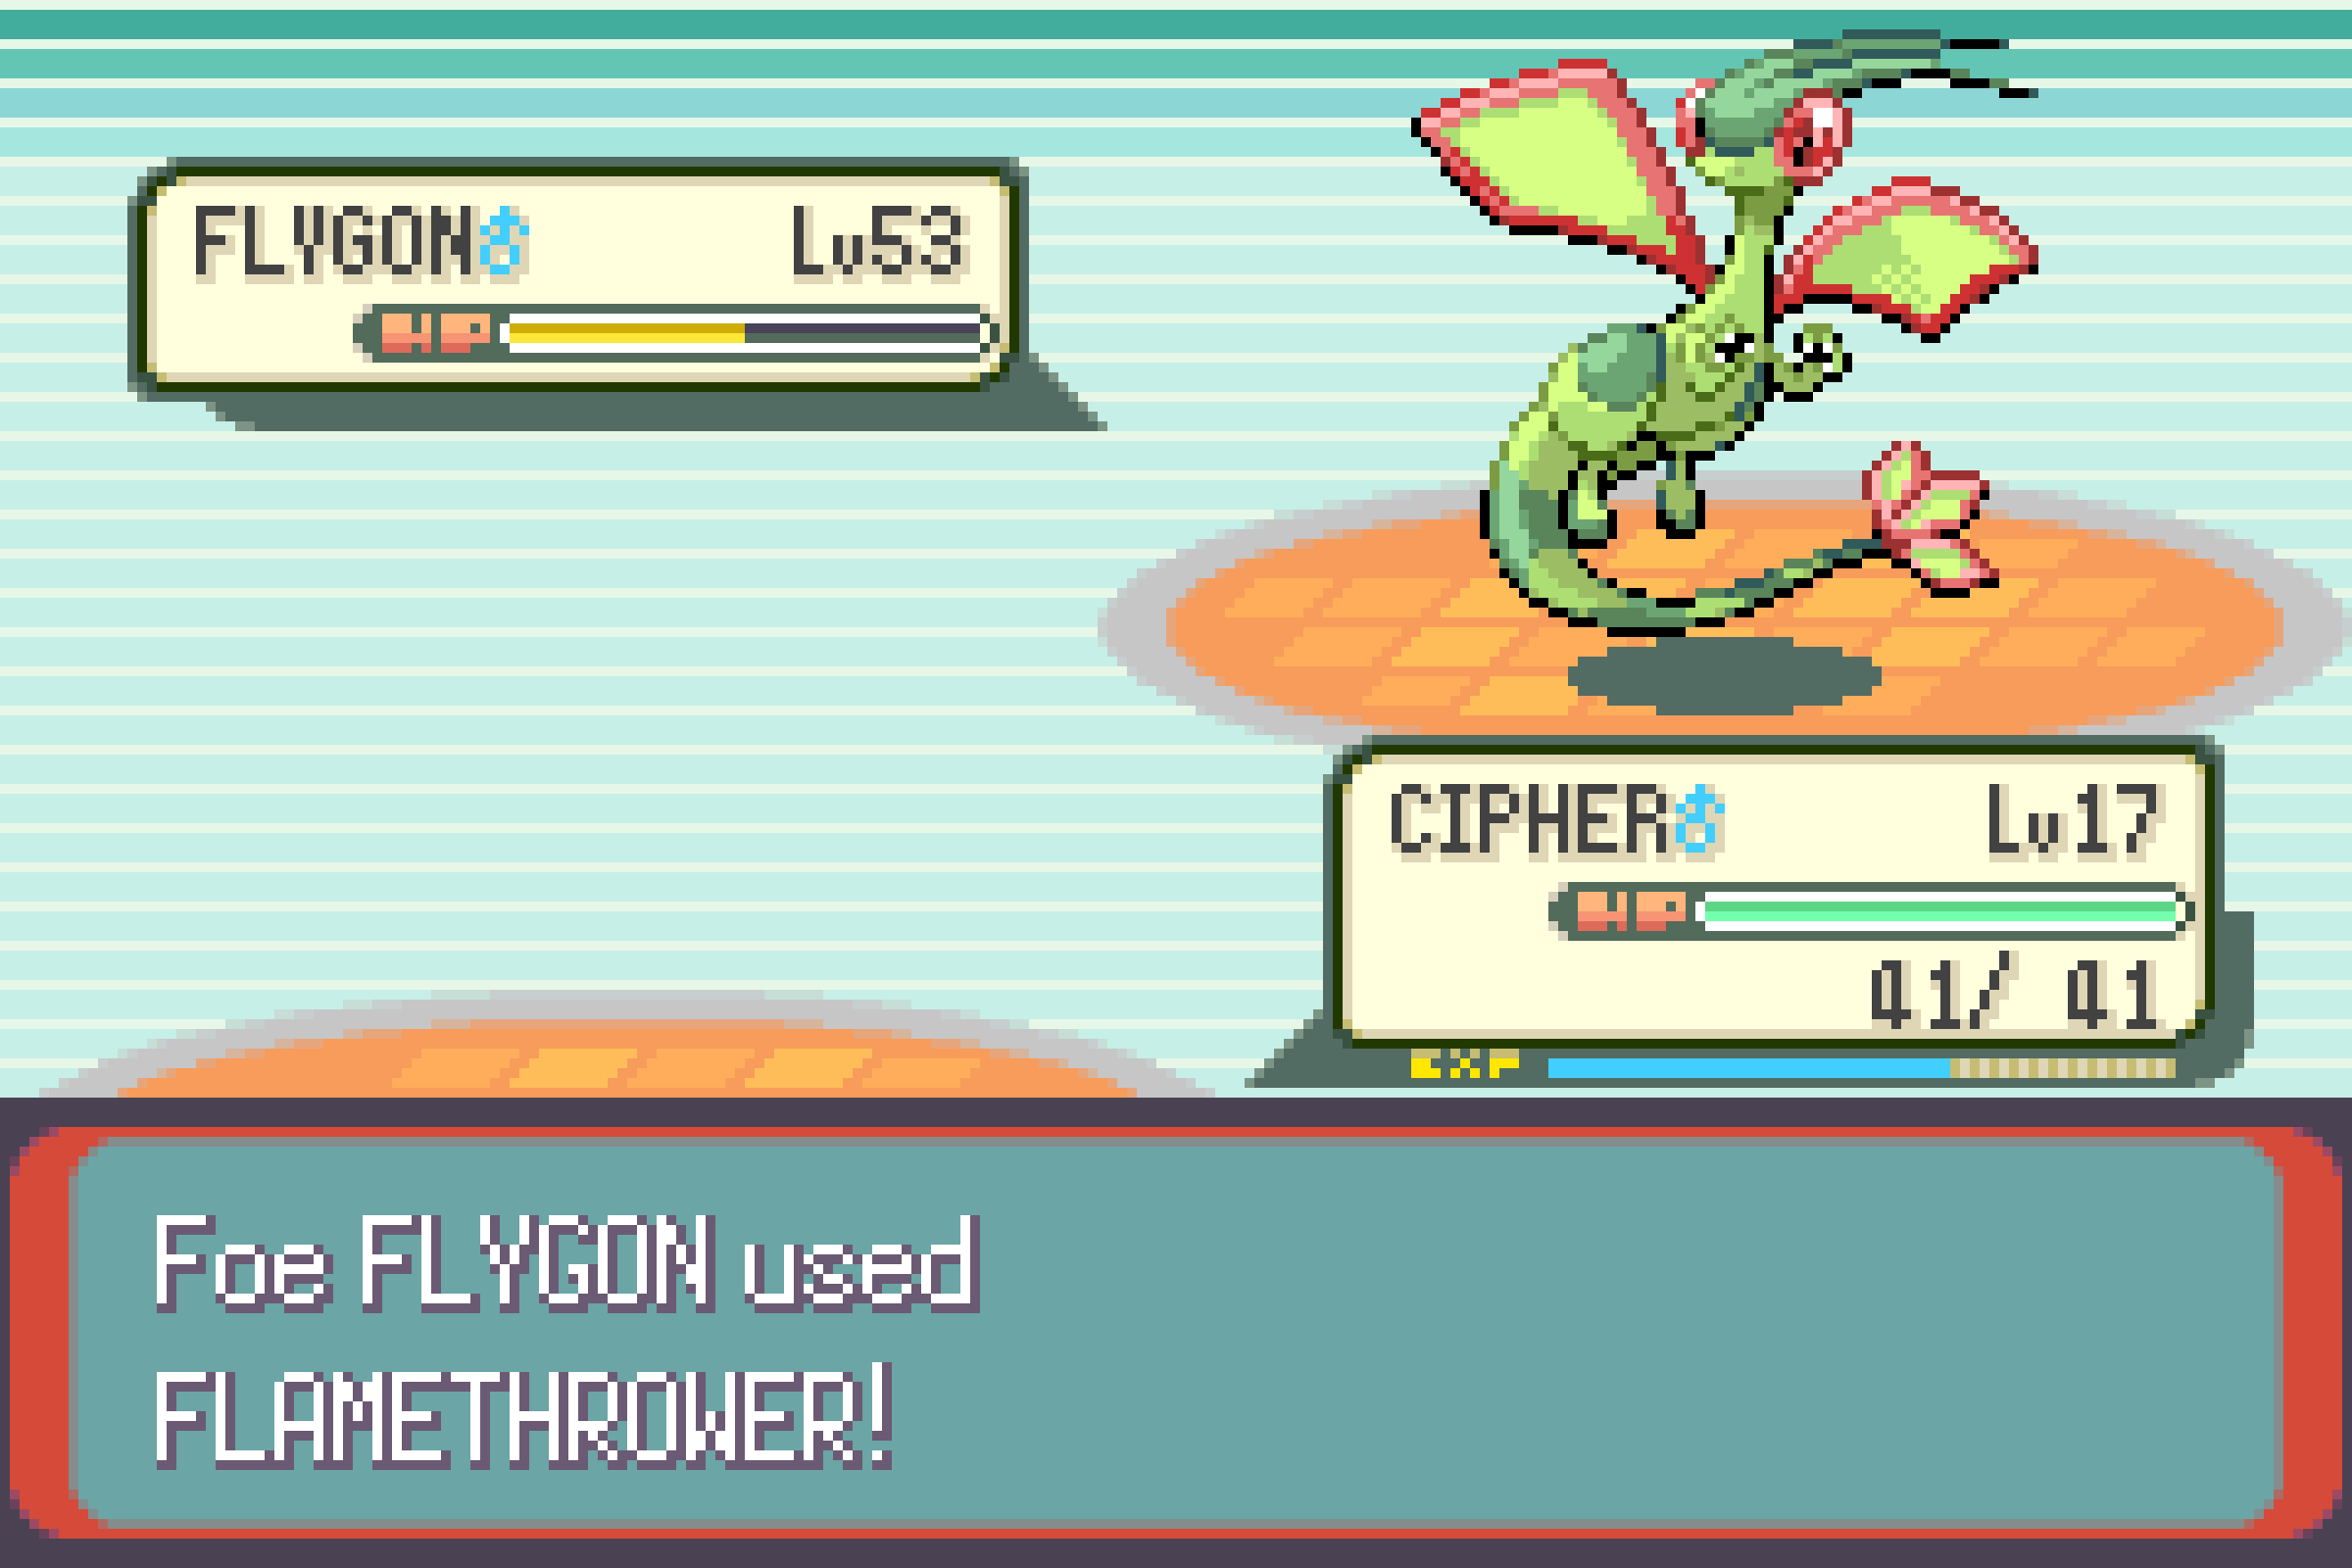 FLYGON♂ Lv53
HP
CIPHER♂ Lv17
HP
41/ 41
EXP
Foe FLYGON used
FLAMETHROWER!